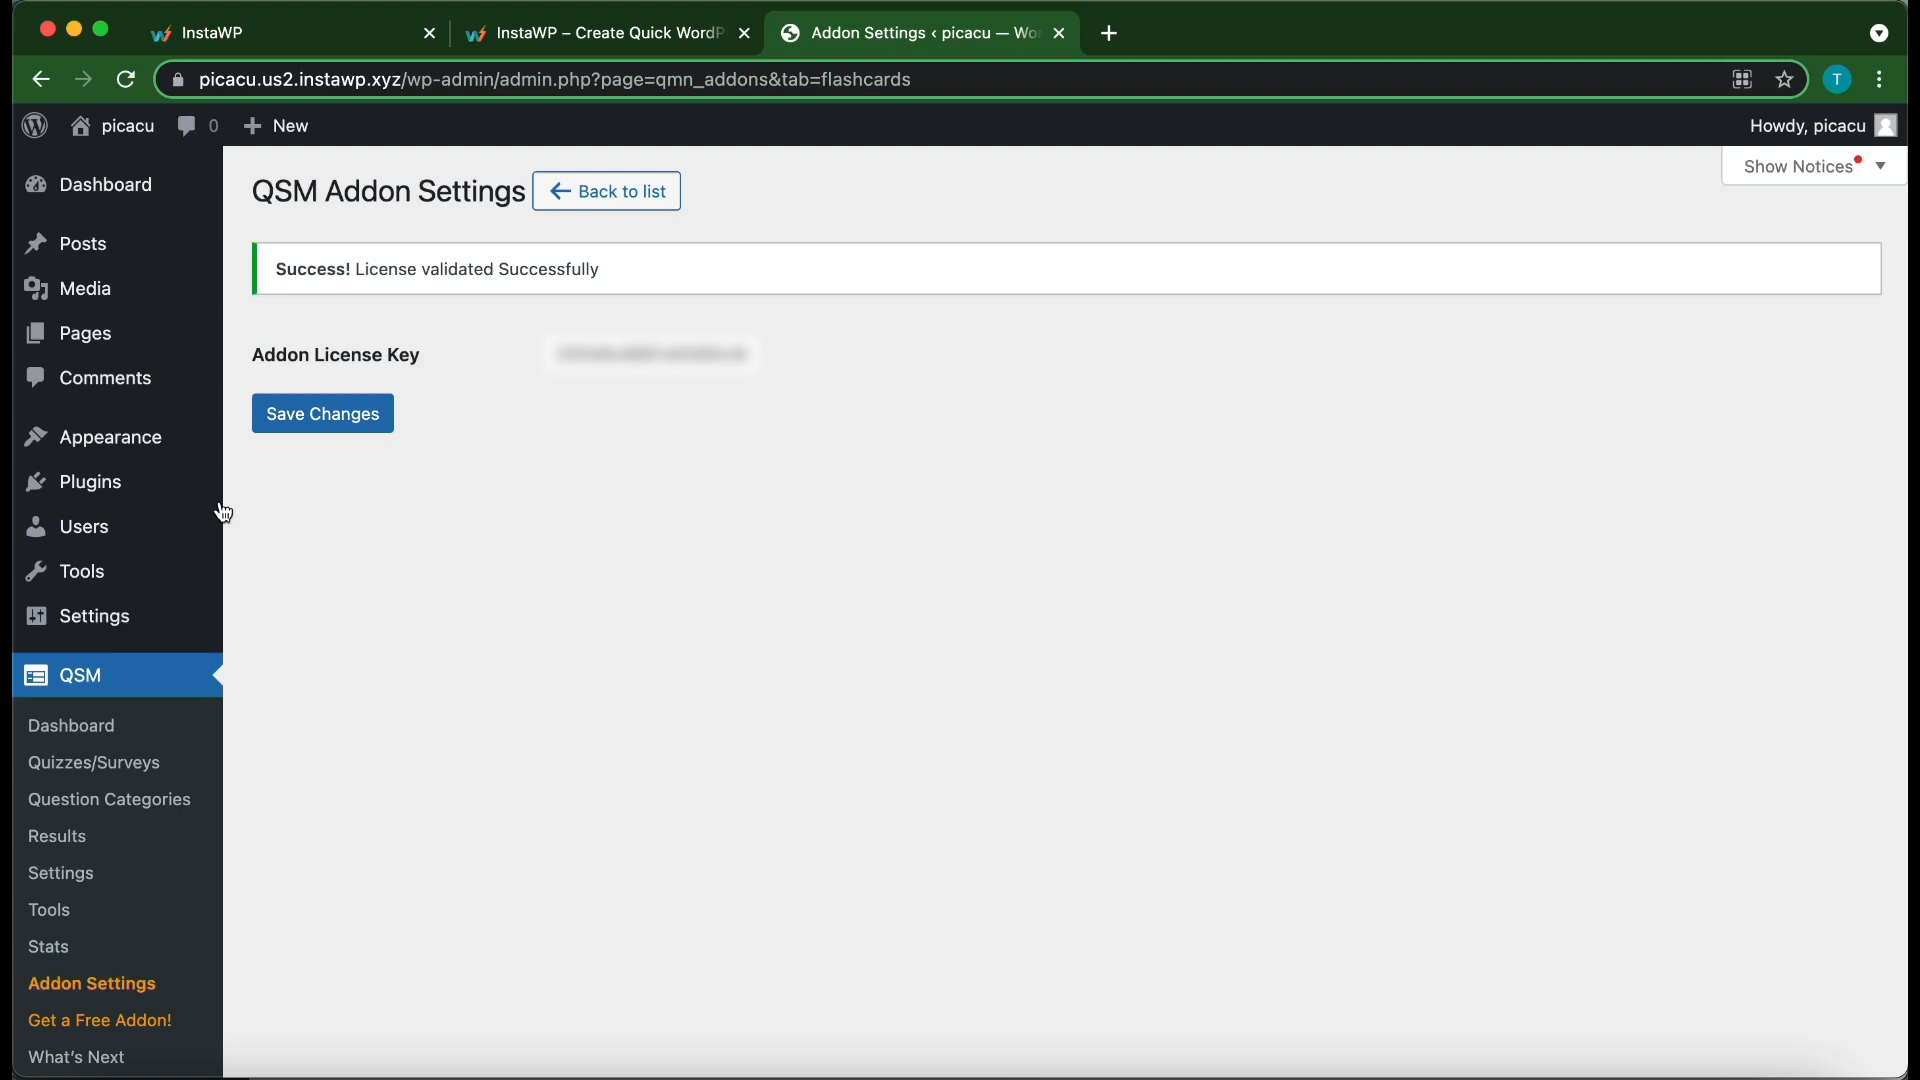 InstaWP
InstaWP – Create Quick WordP
Addon Settings ‹ picacu — Wo
picacu.us2.instawp.xyz/wp-admin/admin.php?page=qmn_addons&tab=flashcards
T
picacu
0
New
Howdy, picacu
Show Notices
Dashboard
Posts
Media
Pages
Comments
Appearance
Plugins
Users
Tools
Settings
QSM
Dashboard
Quizzes/Surveys
Question Categories
Results
Settings
Tools
Stats
Addon Settings
Get a Free Addon!
What's Next
QSM Addon Settings
Back to list
Success! License validated Successfully
Addon License Key
Save Changes